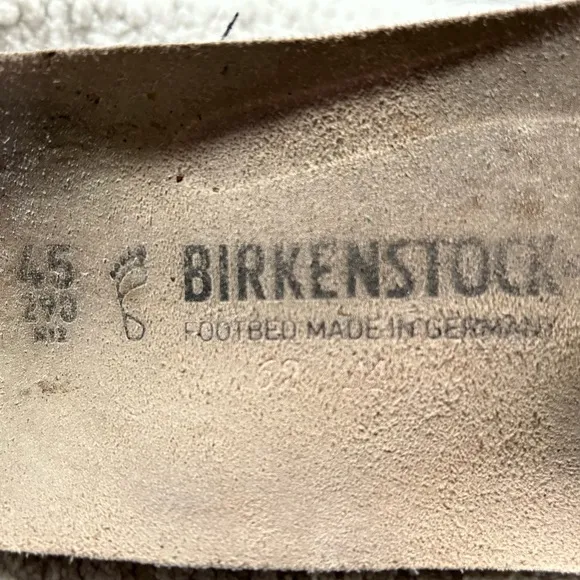 45
290
BIRKENSTOCK
FOOTBED MADE IN GERMANY